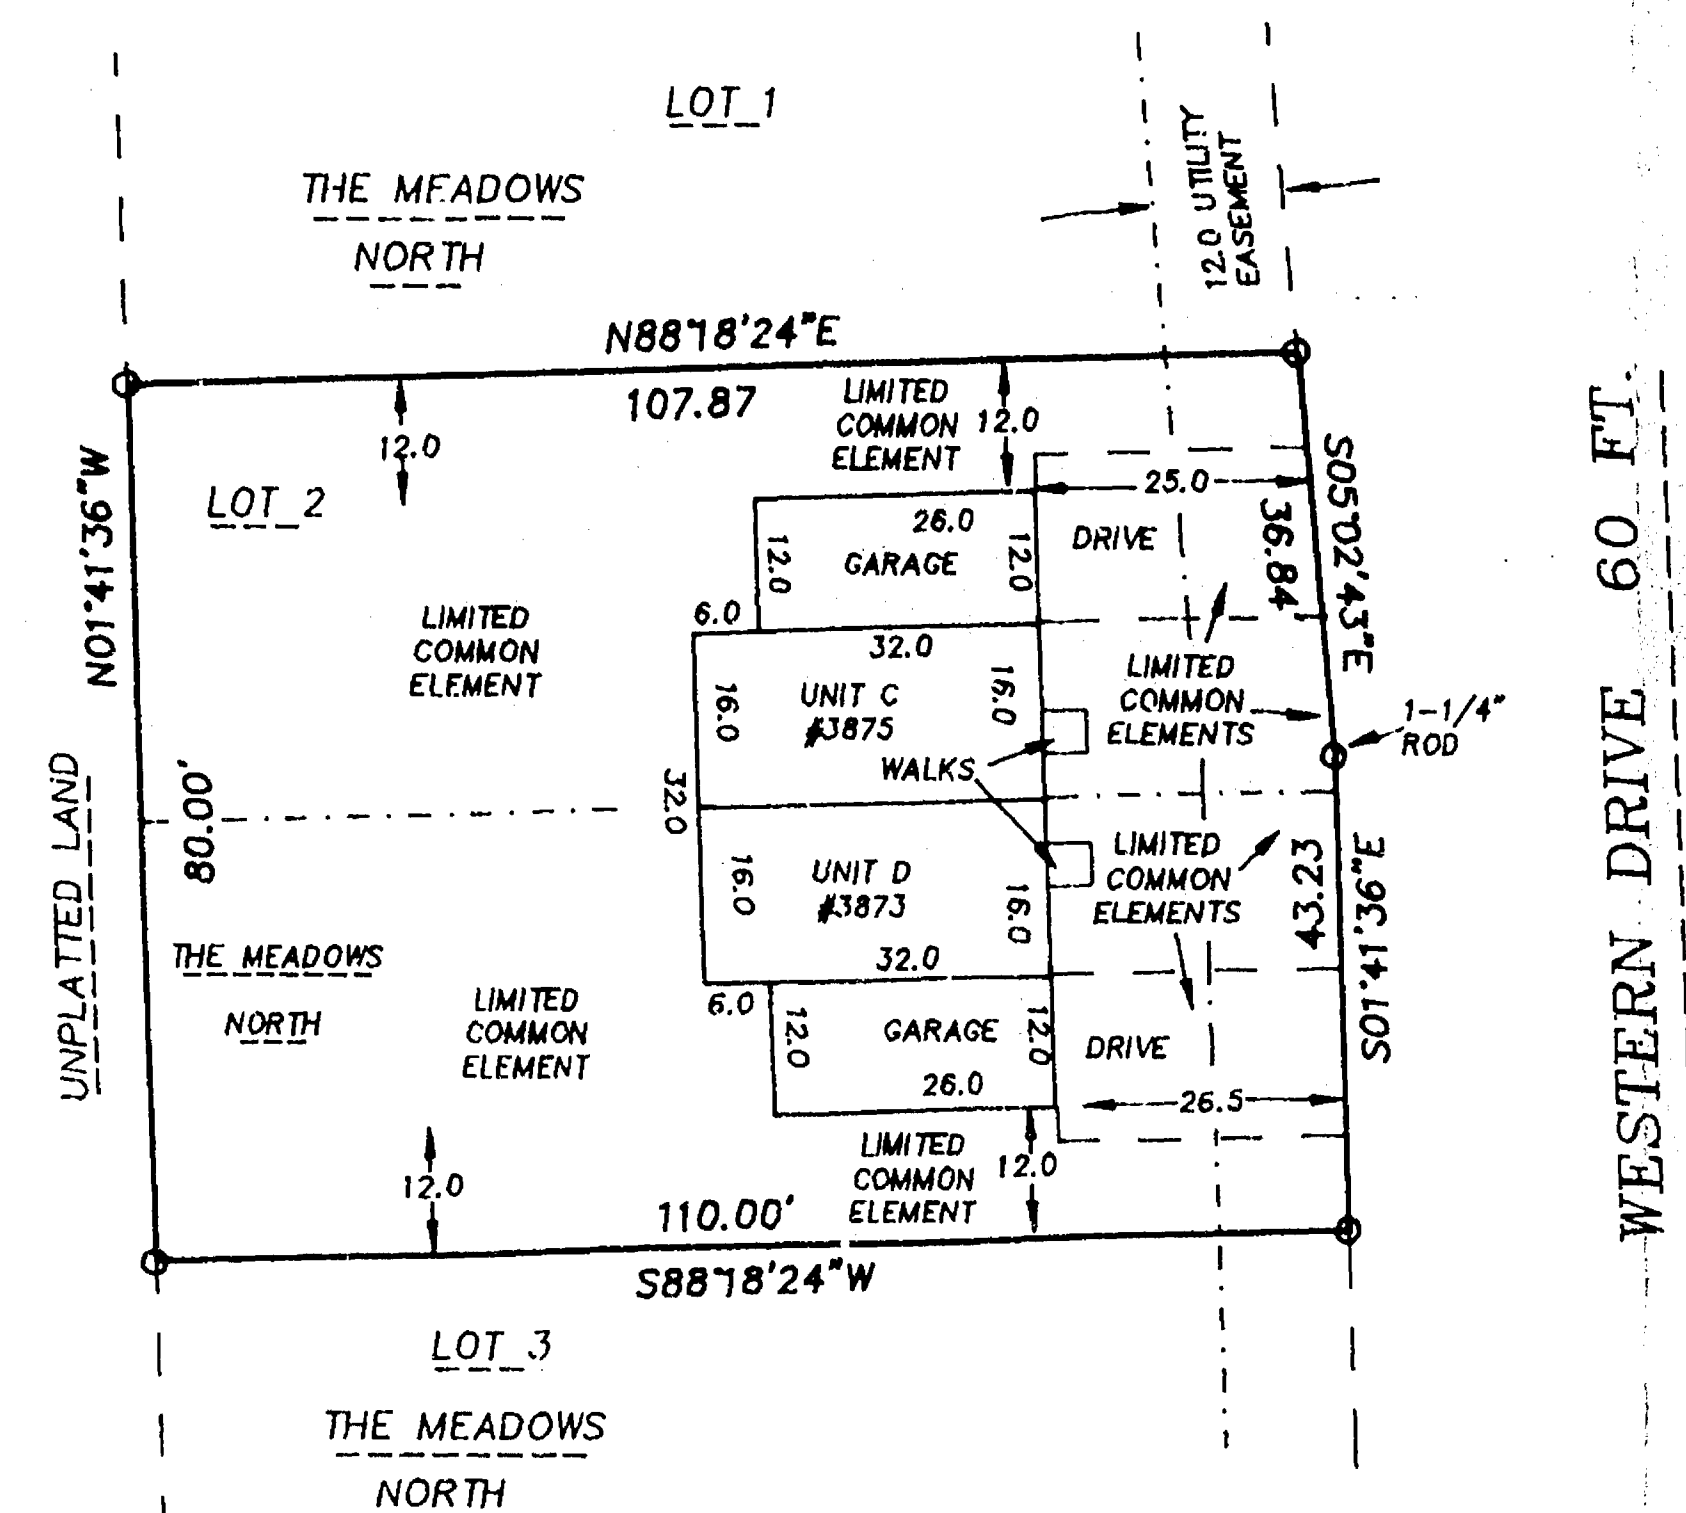 LOT 1
THE MEADOWS
NORTH
12.0 UTILITY
EASEMENT
N88°18'24"E
107.87
LIMITED
COMMON
ELEMENT
12.0
12.0
LOT 2
N01°41'36"W
80.00'
UNPLATTED LAND
25.0
S05°02'43"E
36.84'
26.0
12.0
GARAGE
12.0
DRIVE
6.0
32.0
LIMITED
COMMON
ELEMENT
16.0
UNIT C
#3875
16.0
LIMITED
COMMON
ELEMENTS
1-1/4"
ROD
WALKS
32.0
16.0
UNIT D
#3873
16.0
LIMITED
COMMON
ELEMENTS
43.23
S01°41'36"E
WESTERN DRIVE 60 FT.
THE MEADOWS
NORTH
32.0
6.0
LIMITED
COMMON
ELEMENT
12.0
GARAGE
12.0
DRIVE
26.0
26.5
LIMITED
COMMON
ELEMENT
12.0
12.0
110.00'
S88°18'24"W
LOT 3
THE MEADOWS
NORTH